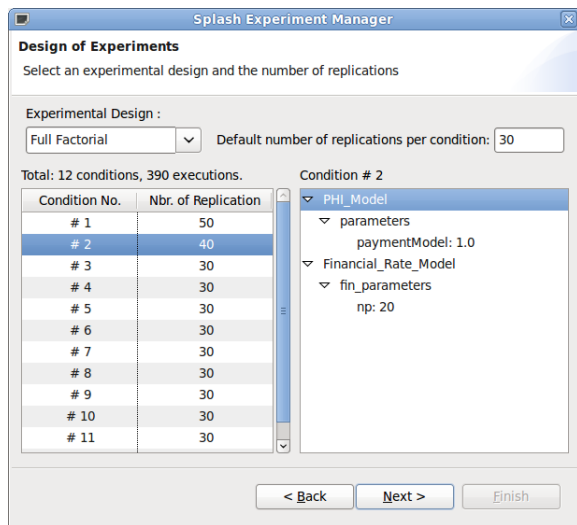 Splash Experiment Manager
Design of Experiments
Select an experimental design and the number of replications
Experimental Design :
Full Factorial
Default number of replications per condition: 30
Total: 12 conditions, 390 executions.
Condition # 2
Condition No. Nbr. of Replication
# 1 50
# 2 40
# 3 30
# 4 30
# 5 30
# 6 30
# 7 30
# 8 30
# 9 30
# 10 30
# 11 30
PHI_Model
parameters
paymentModel: 1.0
Financial_Rate_Model
fin_parameters
np: 20
< Back Next > Finish